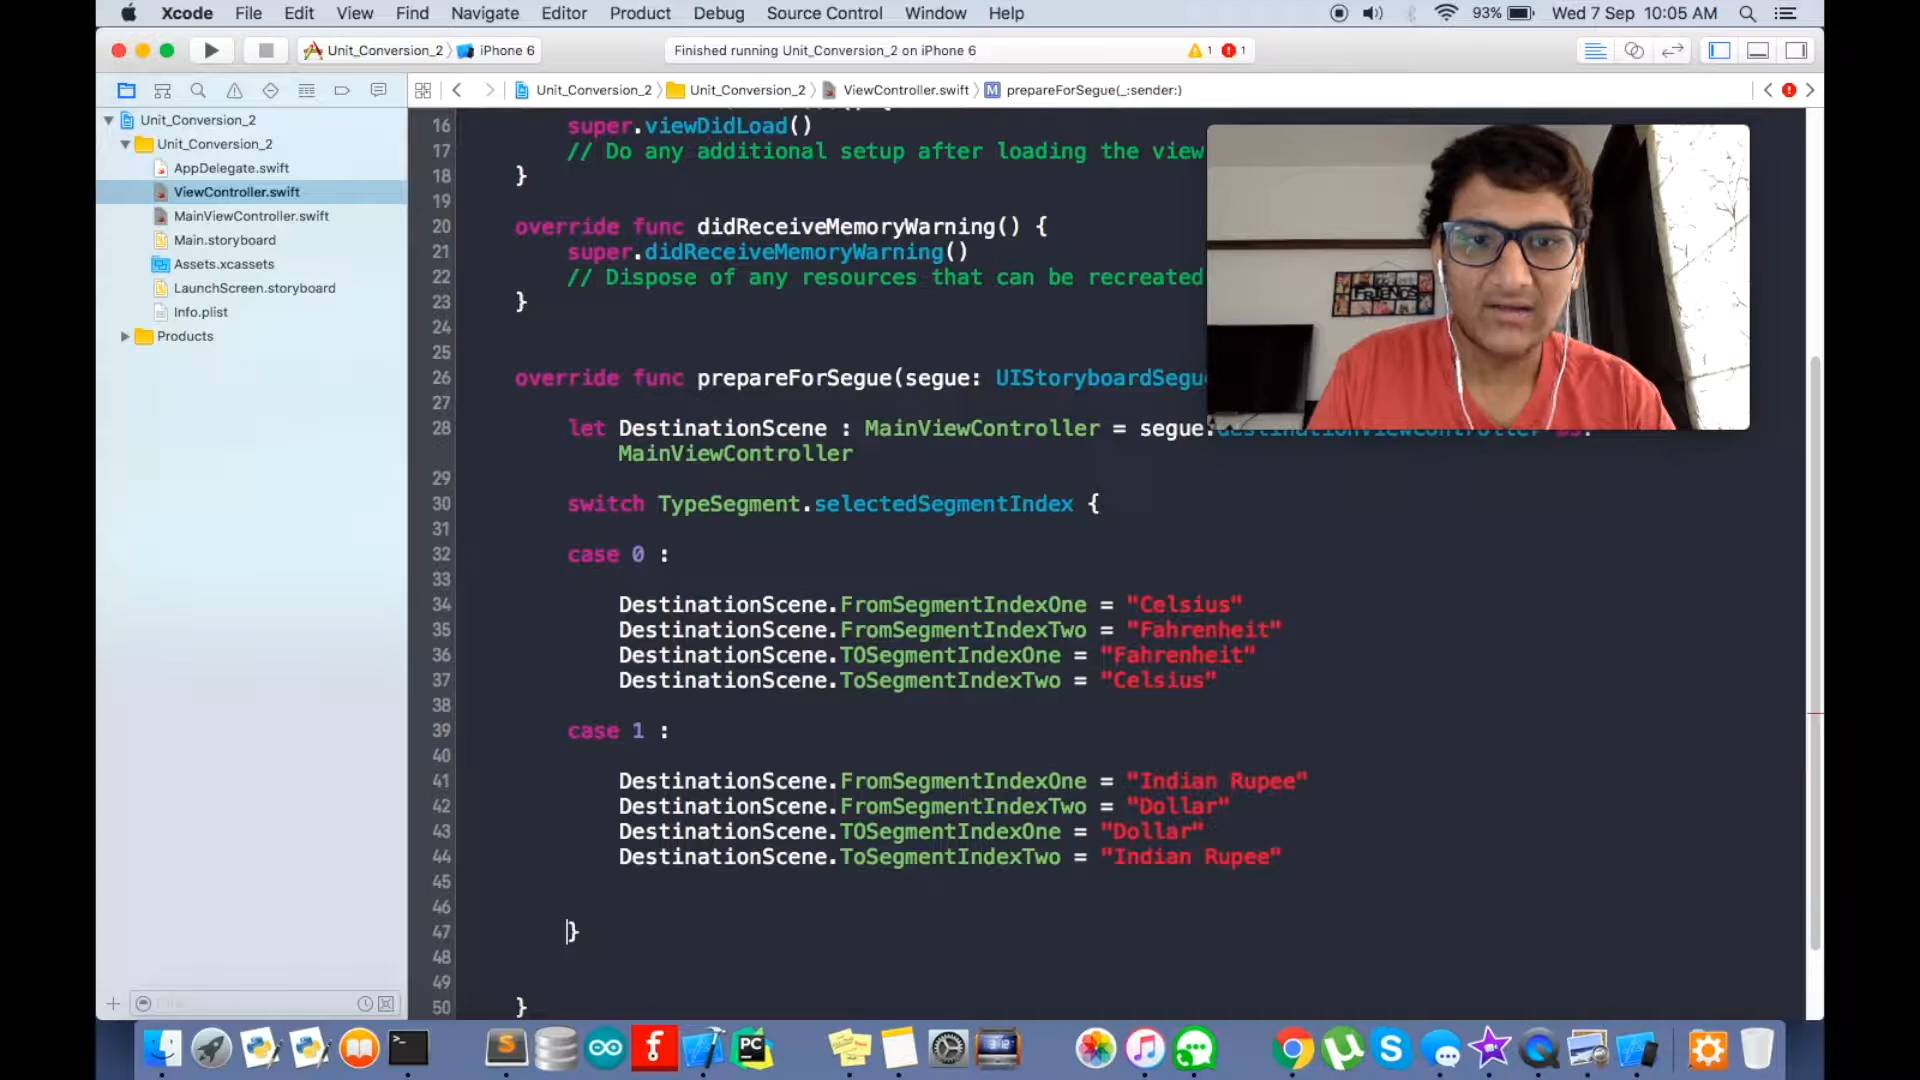 Xcode File Edit View Find Navigate Editor Product Debug Source Control Window Help 93% Wed 7 Sep 10:05 AM
Unit_Conversion_2 iPhone 6 Finished running Unit_Conversion_2 on iPhone 6 1 1
Unit_Conversion_2 Unit_Conversion_2 ViewController.swift M prepareForSegue(_:sender:)
Unit_Conversion_2
Unit_Conversion_2
AppDelegate.swift
ViewController.swift
MainViewController.swift
Main.storyboard
Assets.xcassets
LaunchScreen.storyboard
Info.plist
Products
16 super.viewDidLoad()
17 // Do any additional setup after loading the view
18 }
19
20 override func didReceiveMemoryWarning() {
21 super.didReceiveMemoryWarning()
22 // Dispose of any resources that can be recreated
23 }
24
25
26 override func prepareForSegue(segue: UIStoryboardSegu
27
28 let DestinationScene : MainViewController = segue.
MainViewController
29
30 switch TypeSegment.selectedSegmentIndex {
31
32 case 0 :
33
34 DestinationScene.FromSegmentIndexOne = "Celsius"
35 DestinationScene.FromSegmentIndexTwo = "Fahrenheit"
36 DestinationScene.TOSegmentIndexOne = "Fahrenheit"
37 DestinationScene.ToSegmentIndexTwo = "Celsius"
38
39 case 1 :
40
41 DestinationScene.FromSegmentIndexOne = "Indian Rupee"
42 DestinationScene.FromSegmentIndexTwo = "Dollar"
43 DestinationScene.TOSegmentIndexOne = "Dollar"
44 DestinationScene.ToSegmentIndexTwo = "Indian Rupee"
45
46
47 }
48
49
50 }
FRIENDS
S f PC S